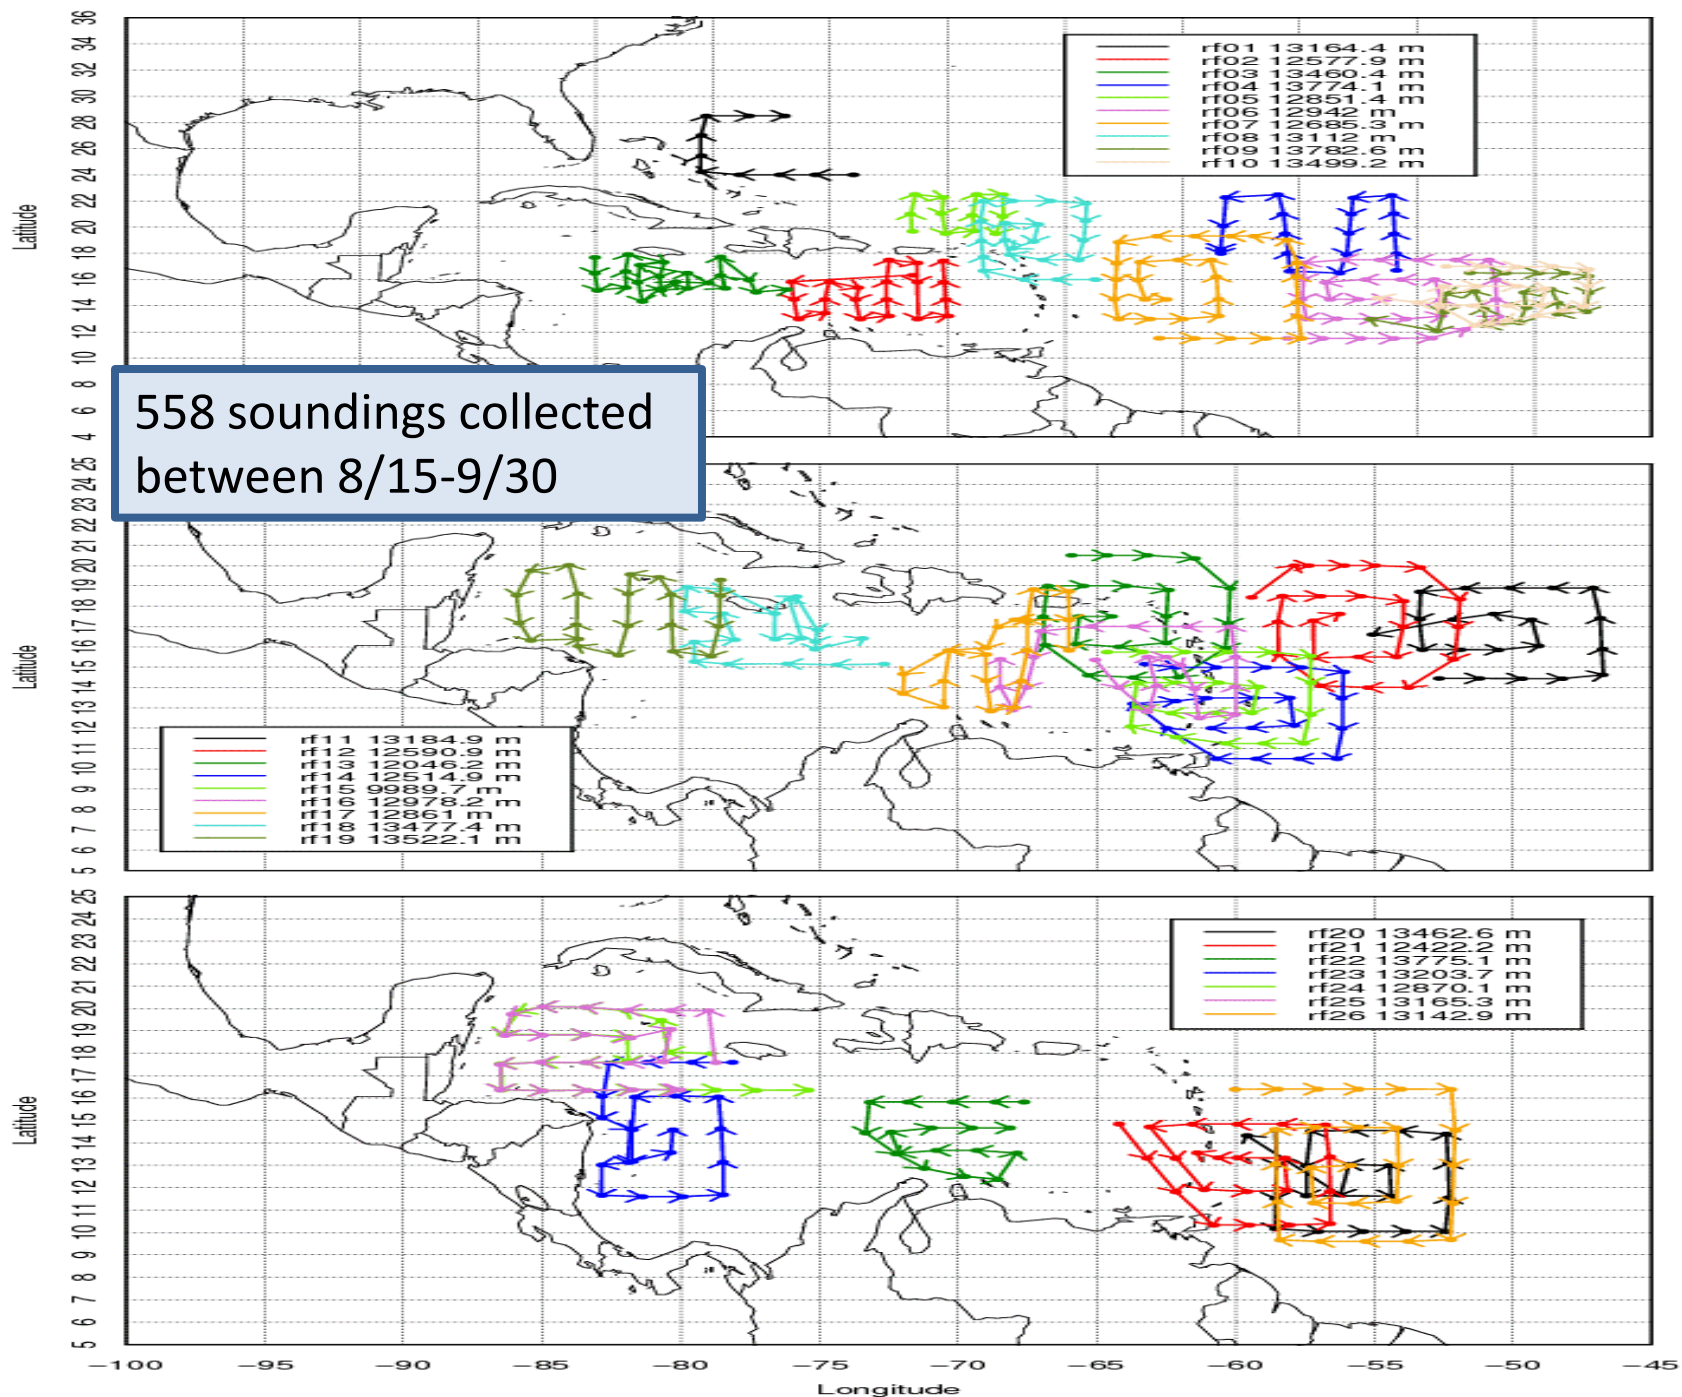 36
34
32
30
28
26
24
22
20
18
16
14
12
10
8
6
4
Latitude
rf01 13164.4 m
rf02 12577.9 m
rf03 13460.4 m
rf04 13774.1 m
rf05 12851.4 m
rf06 12942 m
rf07 12685.3 m
rf08 13112 m
rf09 13782.6 m
rf10 13499.2 m
558 soundings collected
between 8/15-9/30
25
23
22
21
20
19
18
17
16
15
14
13
12
11
10
9
8
7
6
5
Latitude
rf11 13184.9 m
rf12 12590.9 m
rf13 12046.2 m
rf14 12514.9 m
rf15 9989.7 m
rf16 12978.2 m
rf17 12861 m
rf18 13477.4 m
rf19 13522.1 m
25
24
23
22
21
20
19
18
17
16
15
14
13
12
11
10
9
8
7
6
5
Latitude
rf20 13462.6 m
rf21 12422.2 m
rf22 13775.1 m
rf23 13203.7 m
rf24 12870.1 m
rf25 13165.3 m
rf26 13142.9 m
−100 −95 −90 −85 −80 −75 −70 −65 −60 −55 −50 −45
Longitude